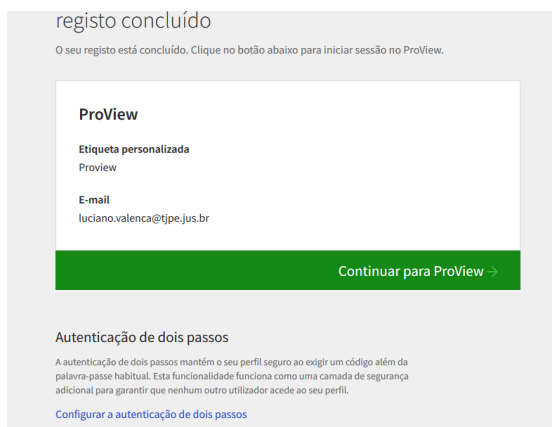 registo concluído
O seu registo está concluído. Clique no botão abaixo para iniciar sessão no ProView.
ProView
Etiqueta personalizada
Proview
E-mail
luciano.valenca@tjpe.jus.br
Continuar para ProView →
Autenticação de dois passos
A autenticação de dois passos mantém o seu perfil seguro ao exigir um código além da
palavra-passe habitual. Esta funcionalidade funciona como uma camada de segurança
adicional para garantir que nenhum outro utilizador acede ao seu perfil.
Configurar a autenticação de dois passos